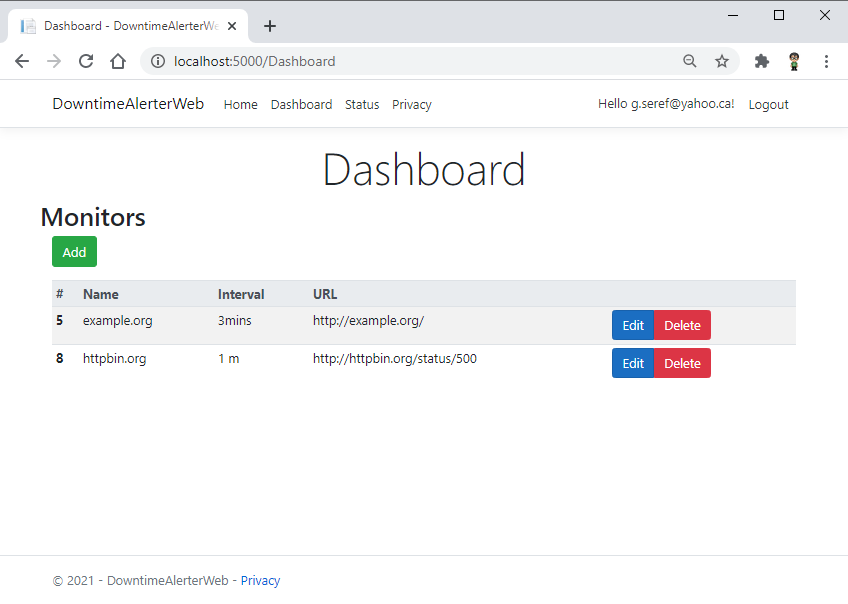 Dashboard - DowntimeAlerterWe
localhost:5000/Dashboard
DowntimeAlerterWeb Home Dashboard Status Privacy Hello g.seref@yahoo.ca! Logout
Dashboard
Monitors
Add
# Name Interval URL
5 example.org 3mins http://example.org/ Edit Delete
8 httpbin.org 1 m http://httpbin.org/status/500 Edit Delete
© 2021 - DowntimeAlerterWeb - Privacy